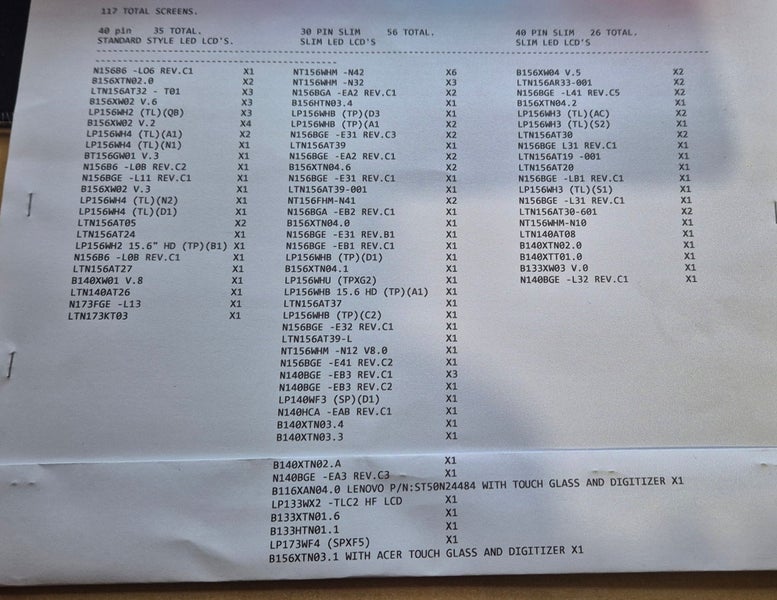 117 TOTAL SCREENS.
40 pin 35 TOTAL.
STANDARD STYLE LED LCD'S.
N156B6 -LO6 REV.C1 X1
B156XTN02.0 X2
LTN156AT32 - T01 X3
B156XW02 V.6 X3
LP156WH2 (TL)(QB) X3
B156XW02 V.2 X4
LP156WH4 (TL)(A1) X2
LP156WH4 (TL)(N1) X1
BT156GW01 V.3 X1
N156B6 -L0B REV.C2 X1
N156BGE -L11 REV.C1 X1
B156XW02 V.3 X1
LP156WH4 (TL)(N2) X1
LP156WH4 (TL)(D1) X1
LTN156AT05 X2
LTN156AT24 X1
LP156WH2 15.6" HD (TP)(B1) X1
N156B6 -L0B REV.C1 X1
LTN156AT27 X1
B140XW01 V.8 X1
LTN140AT26 X1
N173FGE -L13 X1
LTN173KT03 X1
30 PIN SLIM 56 TOTAL.
SLIM LED LCD'S
NT156WHM -N42 X6
NT156WHM -N32 X3
N156BGA -EA2 REV.C1 X2
B156HTN03.4 X1
LP156WHB (TP)(D3 X1
LP156WHB (TP)(A1 X2
N156BGE -E31 REV.C3 X2
LTN156AT39 X1
N156BGE -EA2 REV.C1 X2
B156XTN04.6 X2
N156BGE -E31 REV.C1 X1
LTN156AT39-001 X1
NT156FHM-N41 X2
N156BGA -EB2 REV.C1 X1
B156XTN04.0 X1
N156BGE -E31 REV.B1 X1
N156BGE -EB1 REV.C1 X1
LP156WHB (TP)(D1) X1
B156XTN04.1 X1
LP156WHU (TPXG2) X1
LP156WHB 15.6 HD (TP)(A1) X1
LTN156AT37 X1
LP156WHB (TP)(C2) X1
N156BGE -E32 REV.C1 X1
LTN156AT39-L X1
NT156WHM -N12 V8.0 X1
N156BGE -E41 REV.C2 X1
N140BGE -EB3 REV.C1 X3
N140BGE -EB3 REV.C2 X1
LP140WF3 (SP)(D1) X1
N140HCA -EAB REV.C1 X1
B140XTN03.4 X1
B140XTN03.3 X1
B140XTN02.A X1
N140BGE -EA3 REV.C3 X1
B116XAN04.0 LENOVO P/N:ST50N24484 WITH TOUCH GLASS AND DIGITIZER X1
LP133WX2 -TLC2 HF LCD X1
B133XTN01.6 X1
B133HTN01.1 X1
LP173WF4 (SPXF5) X1
B156XTN03.1 WITH ACER TOUCH GLASS AND DIGITIZER X1
40 PIN SLIM 26 TOTAL.
SLIM LED LCD'S
B156XW04 V.5 X2
LTN156AR33-001 X2
N156BGE -L41 REV.C5 X2
B156XTN04.2 X1
LP156WH3 (TL)(AC) X2
LP156WH3 (TL)(S2) X1
LTN156AT30 X2
N156BGE L31 REV.C1 X1
LTN156AT19 -001 X1
LTN156AT20 X2
N156BGE -LB1 REV.C1 X1
LP156WH3 (TL)(S1) X1
N156BGE -L31 REV.C1 X1
LTN156AT30-601 X2
NT156WHM-N10 X1
LTN140AT08 X1
B140XTN02.0 X1
B140XTT01.0 X1
B133XW03 V.0 X1
N140BGE -L32 REV.C1 X1